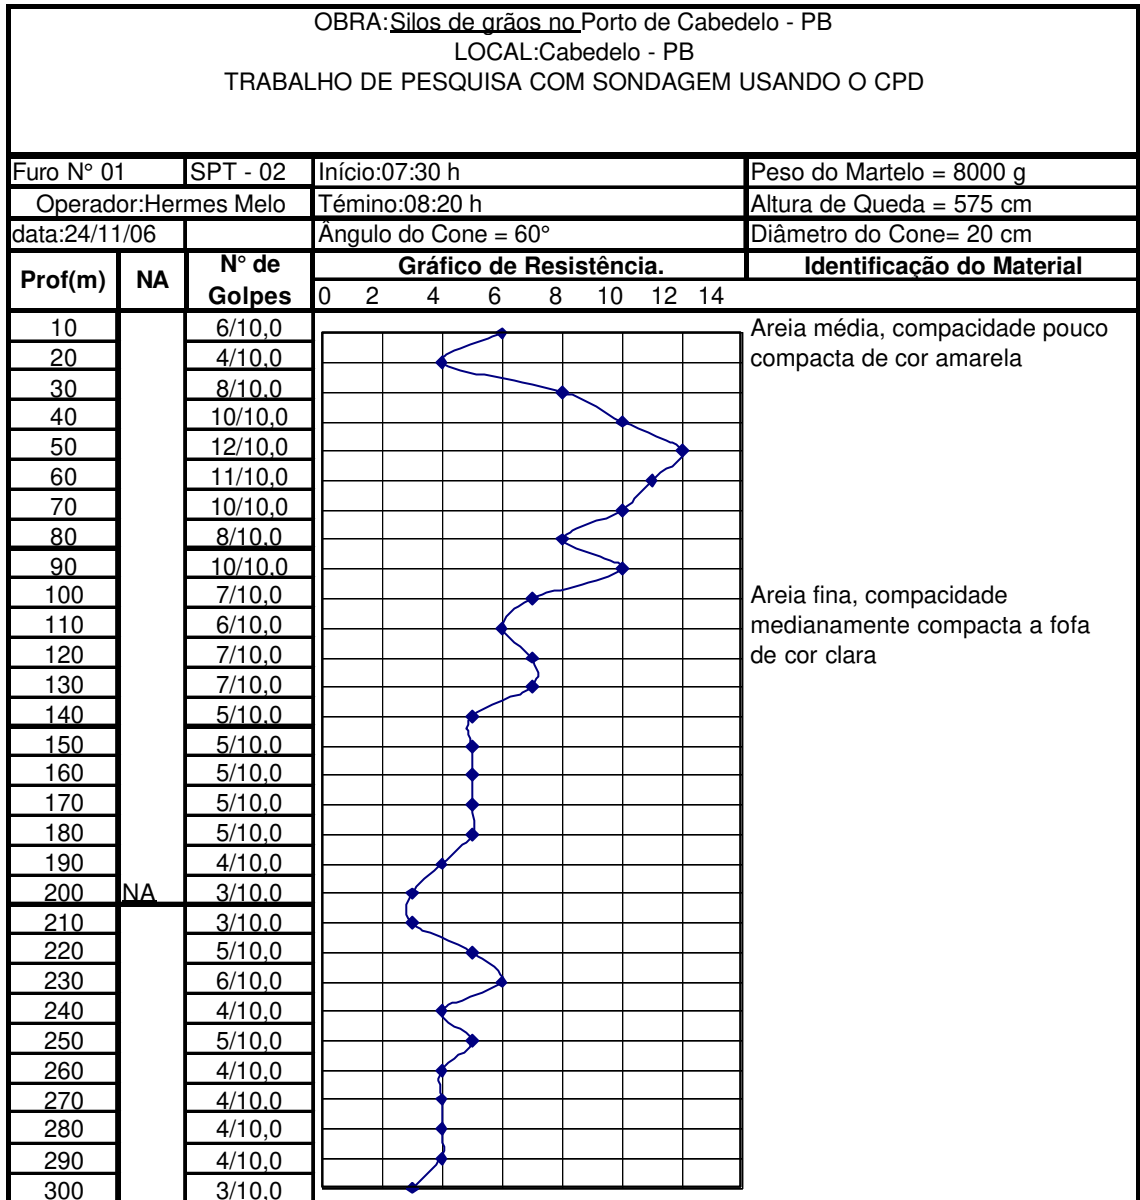 OBRA:Silos de grãos no Porto de Cabedelo - PB
LOCAL:Cabedelo - PB
TRABALHO DE PESQUISA COM SONDAGEM USANDO O CPD
Furo N° 01 SPT - 02 Início:07:30 h Peso do Martelo = 8000 g
Operador:Hermes Melo Témino:08:20 h Altura de Queda = 575 cm
data:24/11/06 Ângulo do Cone = 60° Diâmetro do Cone= 20 cm
Prof(m) NA N° de Golpes Gráfico de Resistência. Identificação do Material
0 2 4 6 8 10 12 14
10 6/10,0 Areia média, compacidade pouco
20 4/10,0 compacta de cor amarela
30 8/10,0
40 10/10,0
50 12/10,0
60 11/10,0
70 10/10,0
80 8/10,0
90 10/10,0
100 7/10,0 Areia fina, compacidade
110 6/10,0 medianamente compacta a fofa
120 7/10,0 de cor clara
130 7/10,0
140 5/10,0
150 5/10,0
160 5/10,0
170 5/10,0
180 5/10,0
190 4/10,0
200 NA 3/10,0
210 3/10,0
220 5/10,0
230 6/10,0
240 4/10,0
250 5/10,0
260 4/10,0
270 4/10,0
280 4/10,0
290 4/10,0
300 3/10,0